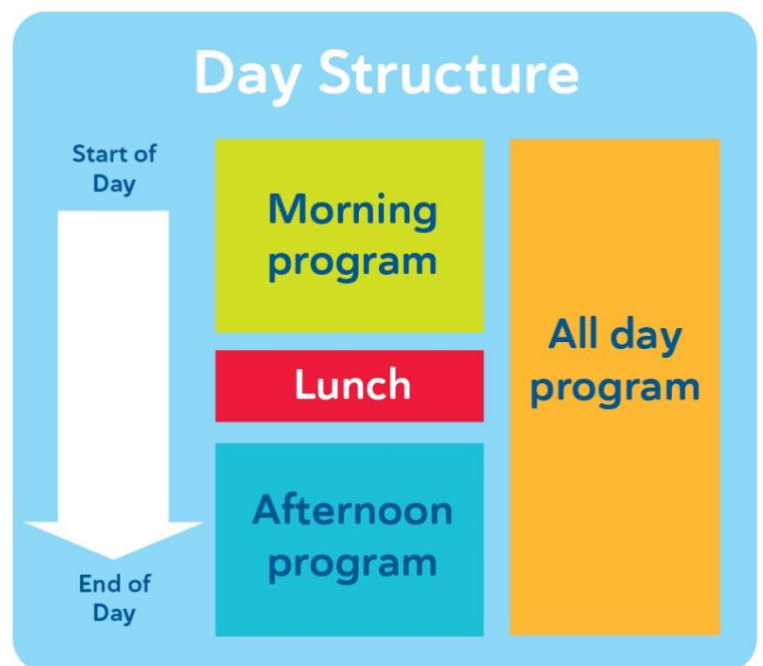 Day Structure
Start of
Day
Morning
program
Lunch
Afternoon
program
All day
program
End of
Day